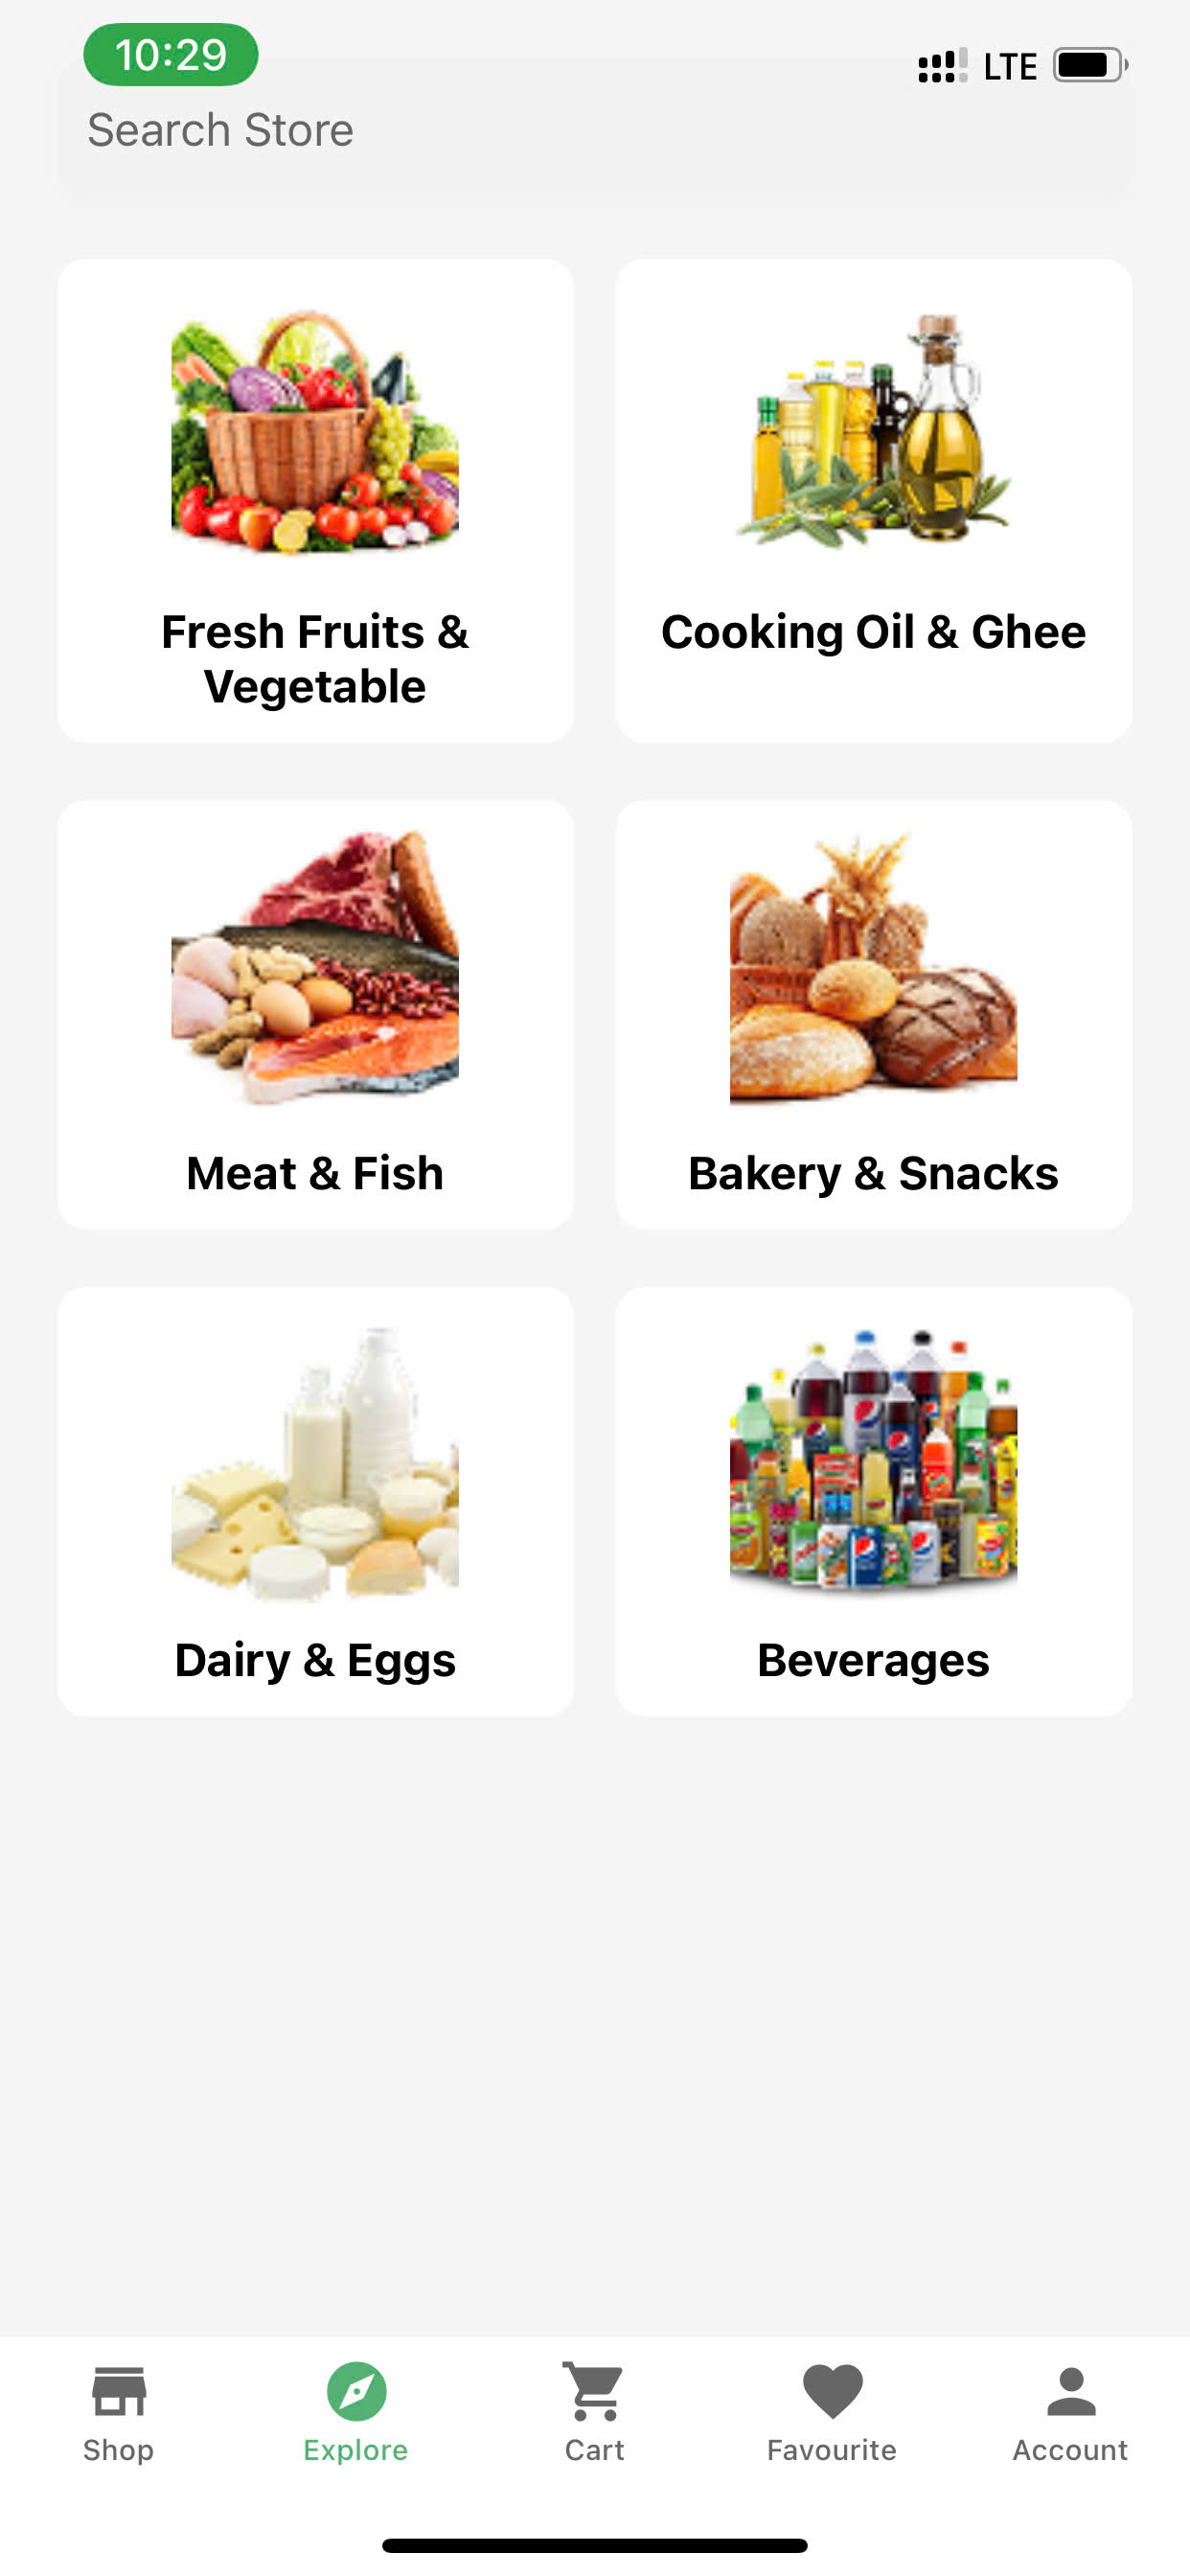 10:29
LTE
Search Store
Fresh Fruits &
Vegetable
Cooking Oil & Ghee
Meat & Fish
Bakery & Snacks
Dairy & Eggs
Beverages
Shop
Explore
Cart
Favourite
Account